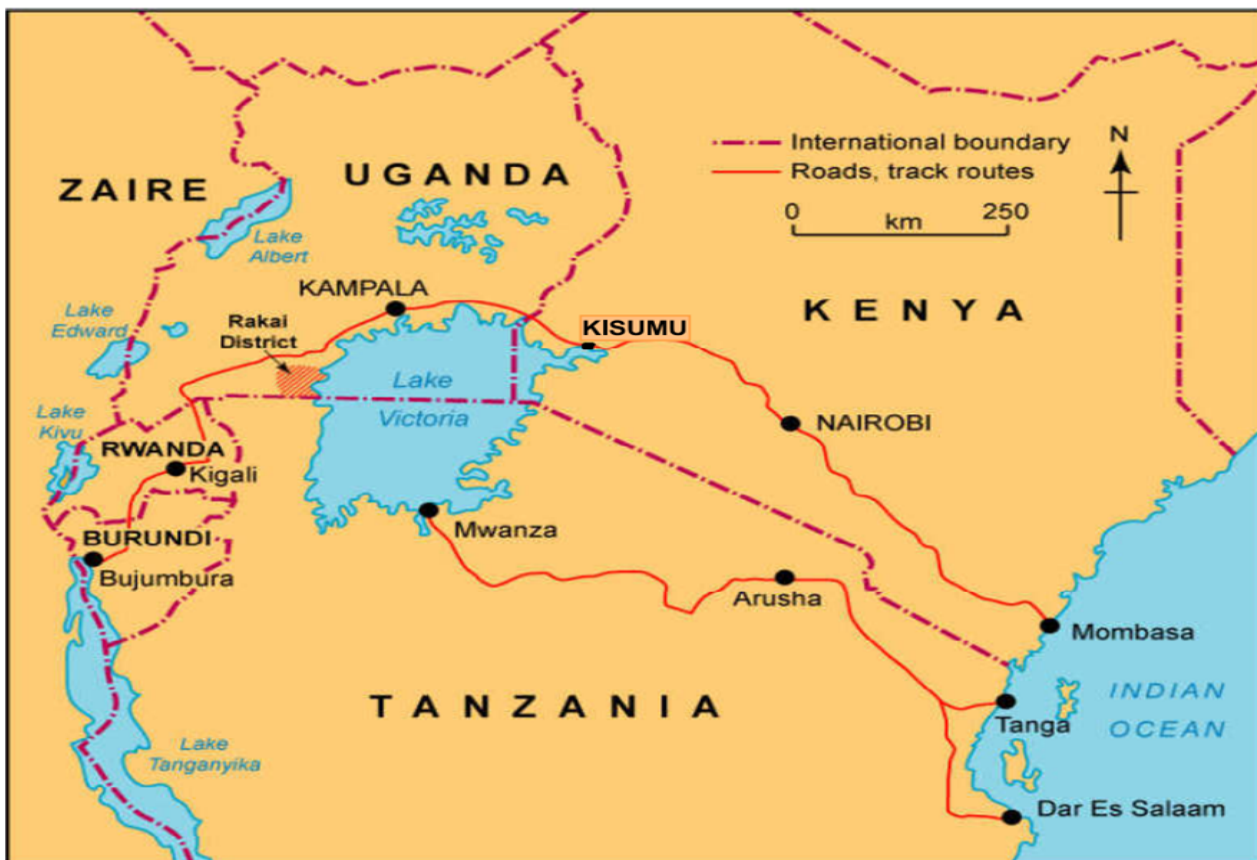 International boundary
Roads, track routes
N
0 250
km
ZAIRE
UGANDA
KENYA
Lake
Albert
KAMPALA
KISUMU
Lake
Edward
Rakai
District
Lake
Victoria
Lake
Kivu
RWANDA
Kigali
NAIROBI
BURUNDI
Bujumbura
Mwanza
Arusha
Mombasa
TANZANIA
Tanga
INDIAN
OCEAN
Lake
Tanganyika
Dar Es Salaam